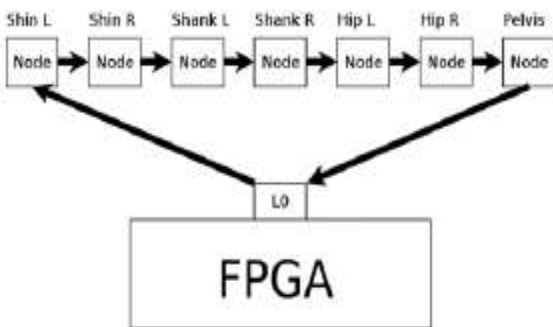 Shin L Shin R Shank L Shank R Hip L Hip R Pelvis
Node Node Node Node Node Node Node
L0
FPGA